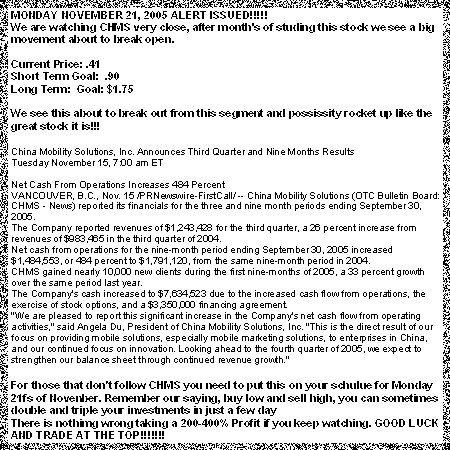 MONDAY NOVEMBER 21, 2005 ALERT ISSUED!!!!!
We are watching CHMS very close, after month's of studing this stock we see a big
movement about to break open.
Current Price: .41
Short Term Goal: .90
Long Term: Goal: $1.75
We see this about to break out from this segment and possissity rocket up like the
great stock it is!!!
China Mobility Solutions, Inc. Announces Third Quarter and Nine Months Results
Tuesday November 15, 7:00 am ET
Net Cash From Operations Increases 484 Percent
VANCOUVER, B.C., Nov. 15 /PRNewswire-FirstCall/ -- China Mobility Solutions (OTC Bulletin Board:
CHMS - News) reported its financials for the three and nine month periods ending September 30,
2005.
The Company reported revenues of $1,243,428 for the third quarter, a 26 percent increase from
revenues of $983,465 in the third quarter of 2004.
Net cash from operations for the nine-month period ending September 30, 2005 increased
$1,484,553, or 484 percent to $1,791,120, from the same nine-month period in 2004.
CHMS gained nearly 10,000 new clients during the first nine-months of 2005, a 33 percent growth
over the same period last year.
The Company's cash increased to $7,634,523 due to the increased cash flow from operations, the
exercise of stock options, and a $3,350,000 financing agreement.
"We are pleased to report this significant increase in the Company's net cash flow from operating
activities," said Angela Du, President of China Mobility Solutions, Inc. "This is the direct result of our
focus on providing mobile solutions, especially mobile marketing solutions, to enterprises in China,
and our continued focus on innovation. Looking ahead to the fourth quarter of 2005, we expect to
strengthen our balance sheet through continued revenue growth."
For those that don't follow CHMS you need to put this on your schulue for Monday
21fs of Novenber. Remember our saying, buy low and sell high, you can sometimes
double and triple your investments in just a few day
There is nothimg wrong taking a 200-400% Profit if you keep watching. GOOD LUCK
AND TRADE AT THE TOP!!!!!!!